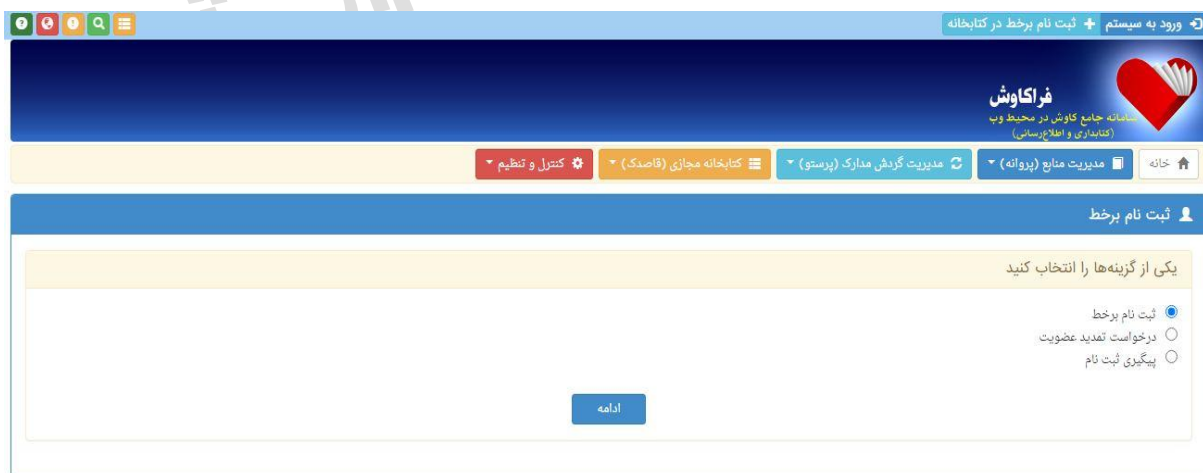 ورود به سیستم ثبت نام برخط در کتابخانه
فراکاوش
سامانه جامع کاوش در محیط وب
(کتابداری و اطلاع‌رسانی)
خانه مدیریت منابع (پروانه) مدیریت گردش مدارک (پرستو) کتابخانه مجازی (قاصدک) کنترل و تنظیم
ثبت نام برخط
یکی از گزینه‌ها را انتخاب کنید
ثبت نام برخط
درخواست تمدید عضویت
پیگیری ثبت نام
ادامه